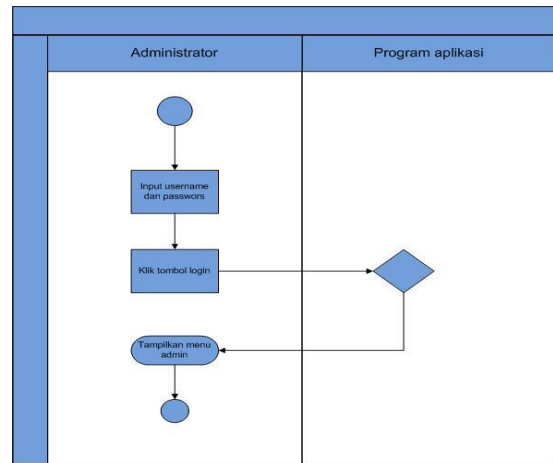 Administrator
Program aplikasi
Input username
dan passwors
Klik tombol login
Tampilkan menu
admin